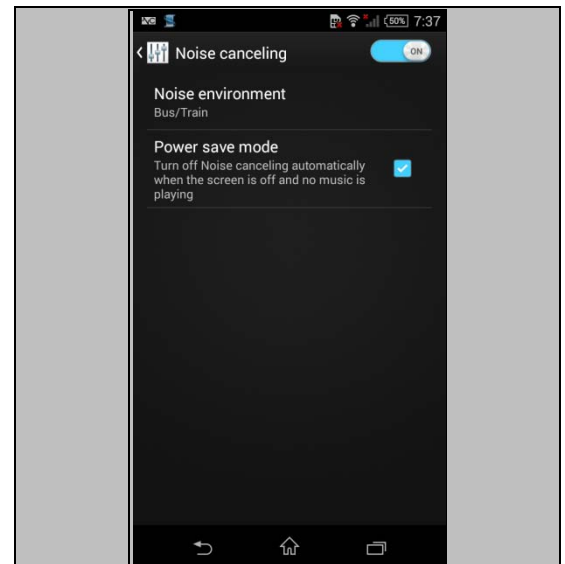 NC 50% 7:37
Noise canceling ON
Noise environment
Bus/Train
Power save mode
Turn off Noise canceling automatically
when the screen is off and no music is
playing